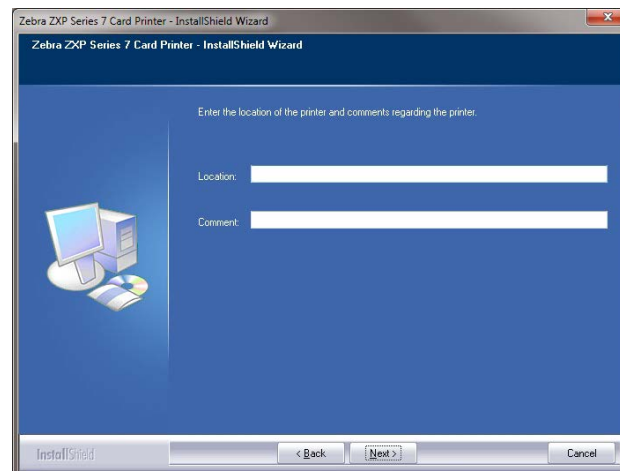 Zebra ZXP Series 7 Card Printer - InstallShield Wizard
Zebra ZXP Series 7 Card Printer - InstallShield Wizard
Enter the location of the printer and comments regarding the printer.
Location:
Comment:
InstallShield
< Back
Next >
Cancel